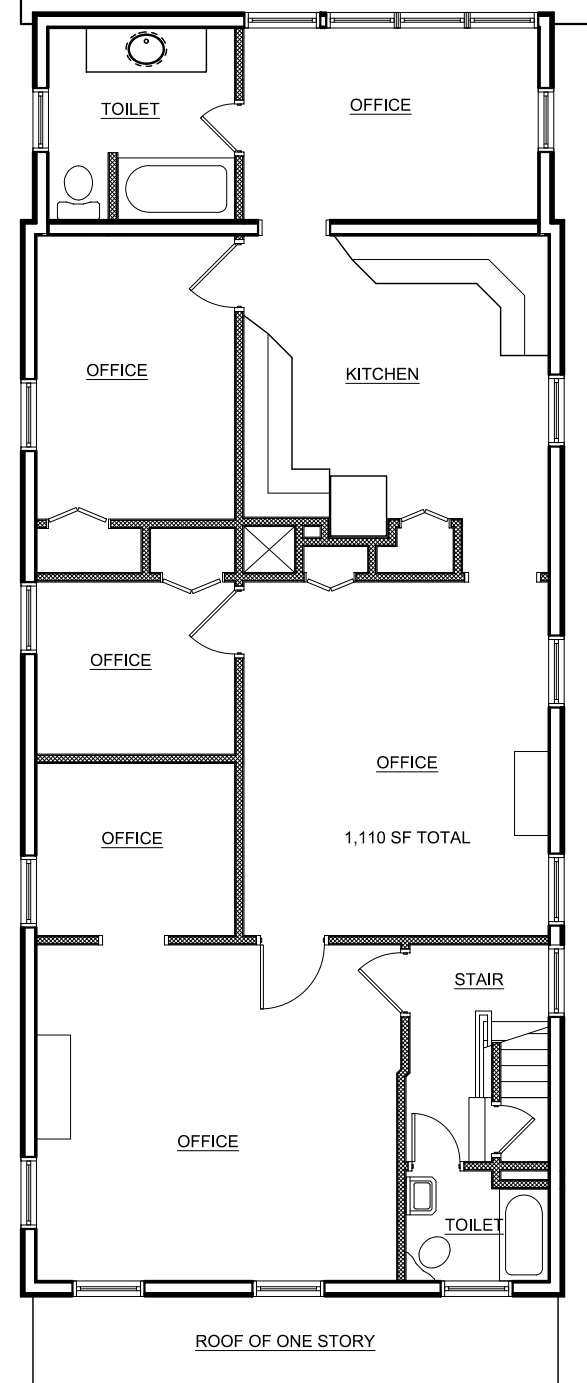 TOILET
OFFICE
OFFICE
KITCHEN
OFFICE
OFFICE
OFFICE
1,110 SF TOTAL
STAIR
OFFICE
TOILET
ROOF OF ONE STORY